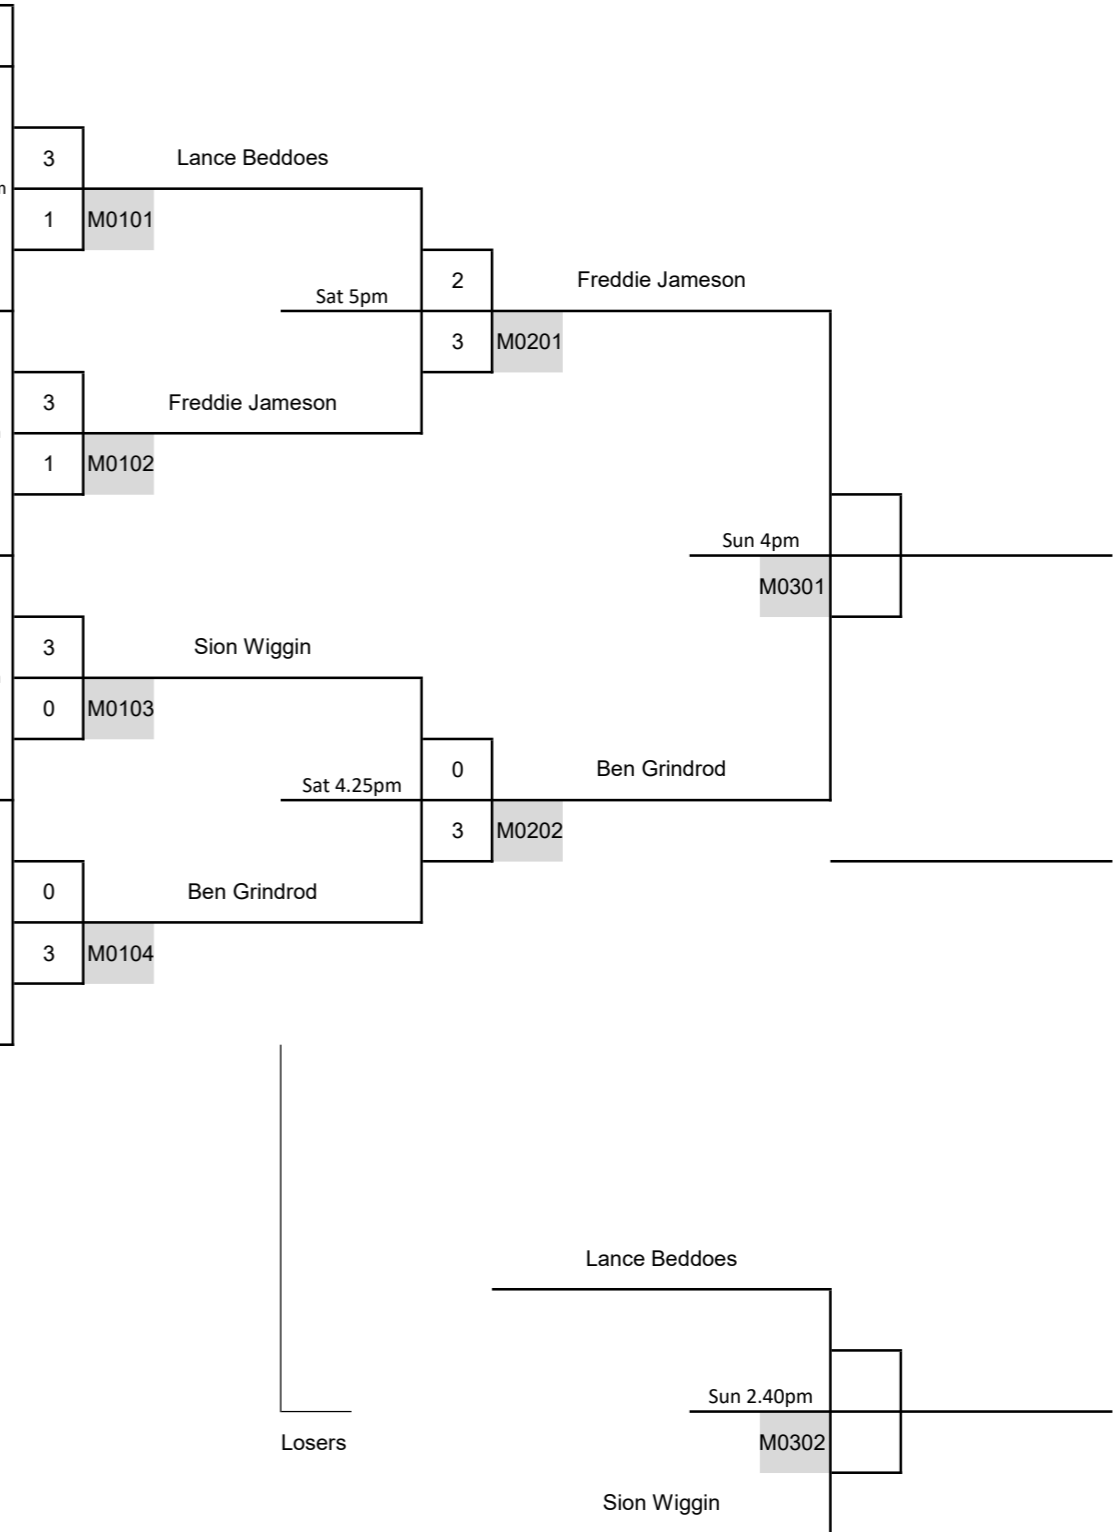 3
Lance Beddoes
1
M0101
2
Freddie Jameson
Sat 5pm
3
M0201
3
Freddie Jameson
1
M0102
Sun 4pm
M0301
3
Sion Wiggin
0
M0103
0
Ben Grindrod
Sat 4.25pm
3
M0202
0
Ben Grindrod
3
M0104
Lance Beddoes
Sun 2.40pm
Losers
M0302
Sion Wiggin